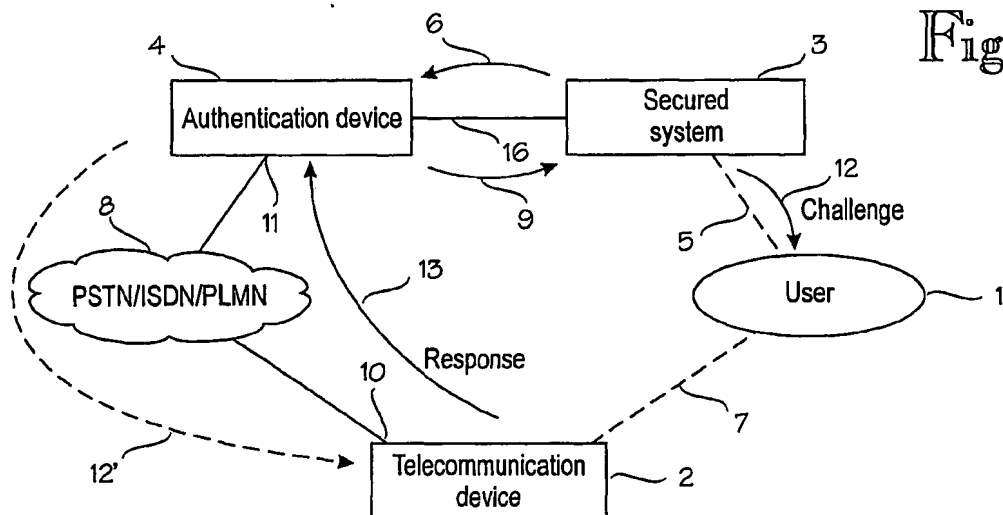 Fig
6
4
3
Authentication device
Secured
system
16
12
11
9
5
Challenge
8
13
PSTN/ISDN/PLMN
User
1
Response
10
7
12'
Telecommunication
device
2